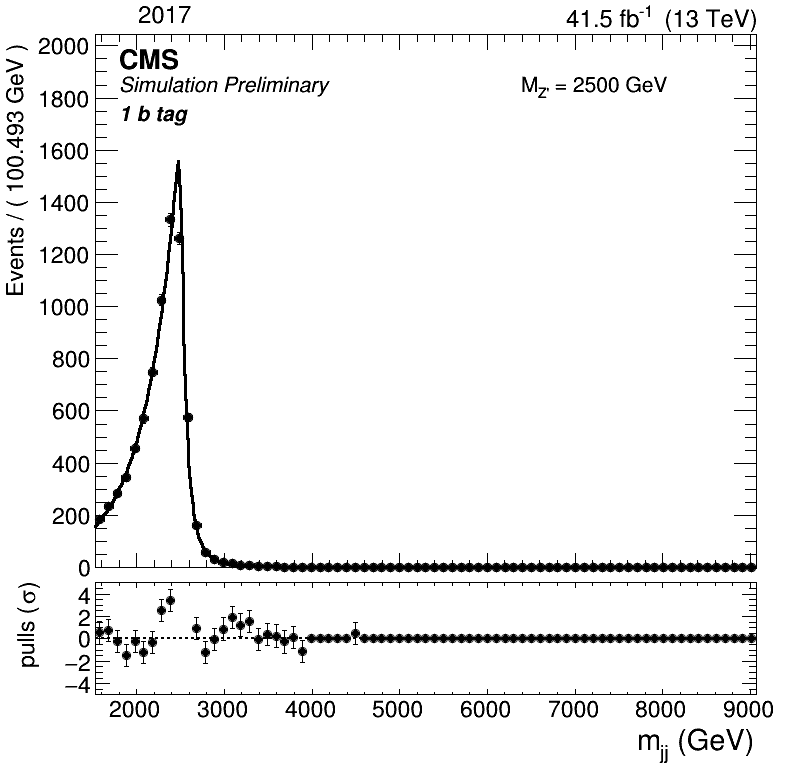 2017 41.5 fb-1 (13 TeV)
CMS
Simulation Preliminary
MZ' = 2500 GeV
1 b tag
Events / ( 100.493 GeV )
2000
1800
1600
1400
1200
1000
800
600
400
200
0
pulls (σ)
4
2
0
−2
−4
2000 3000 4000 5000 6000 7000 8000 9000
mjj (GeV)